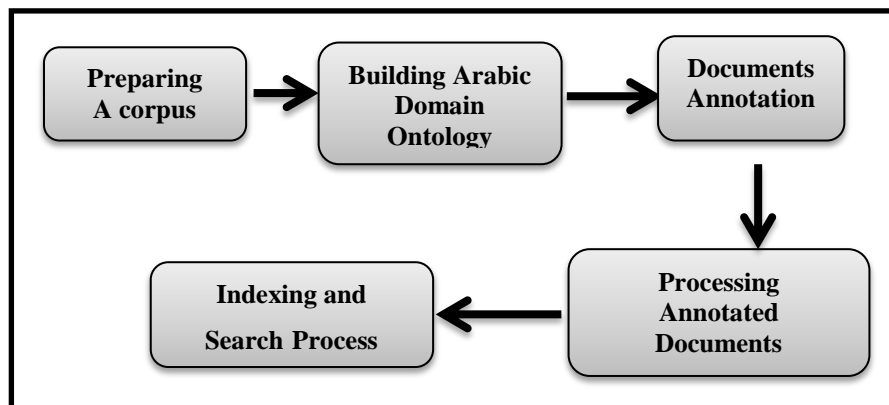 Preparing
A corpus
Building Arabic
Domain
Ontology
Documents
Annotation
Processing
Annotated
Documents
Indexing and
Search Process